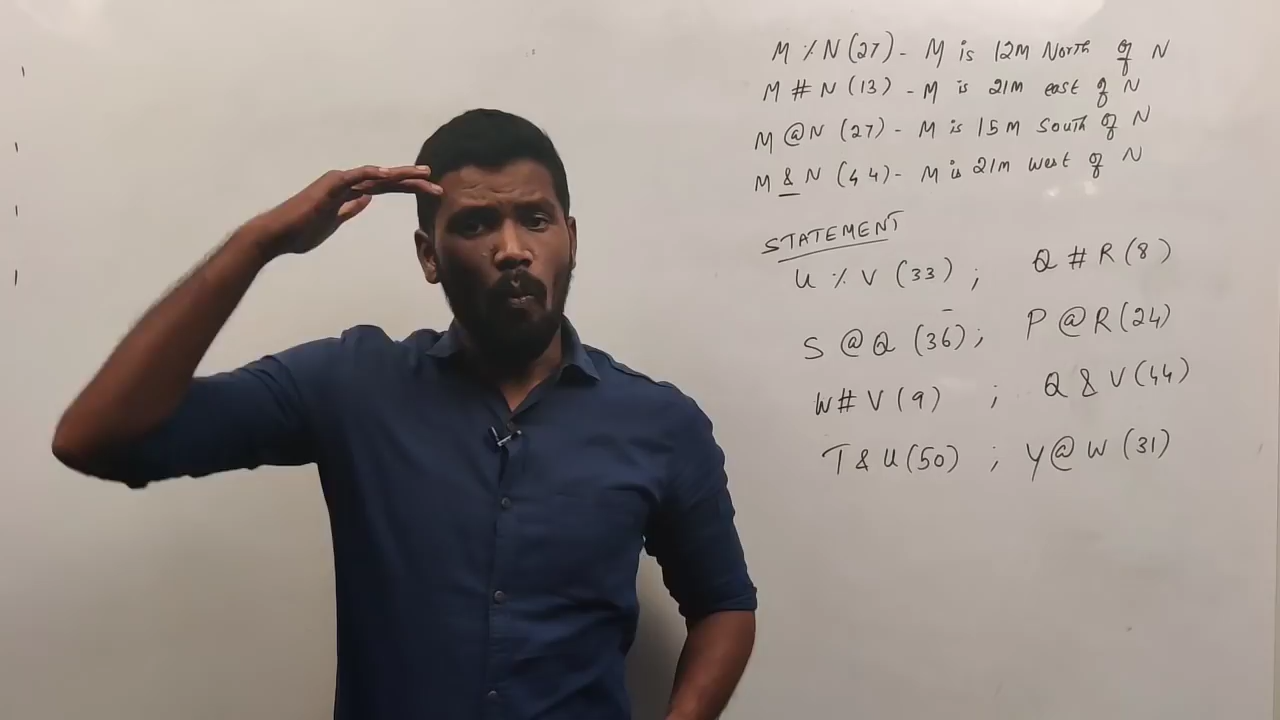 M % N (27) - M is 12M North of N
M # N (13) - M is 21M east of N
M @ N (27) - M is 15M South of N
M & N (44) - M is 21M west of N
STATEMENT
U % V (33) ; Q # R (8)
S @ Q (36) ; P @ R (24)
W # V (9) ; Q & V (44)
T & U (50) ; Y @ W (31)